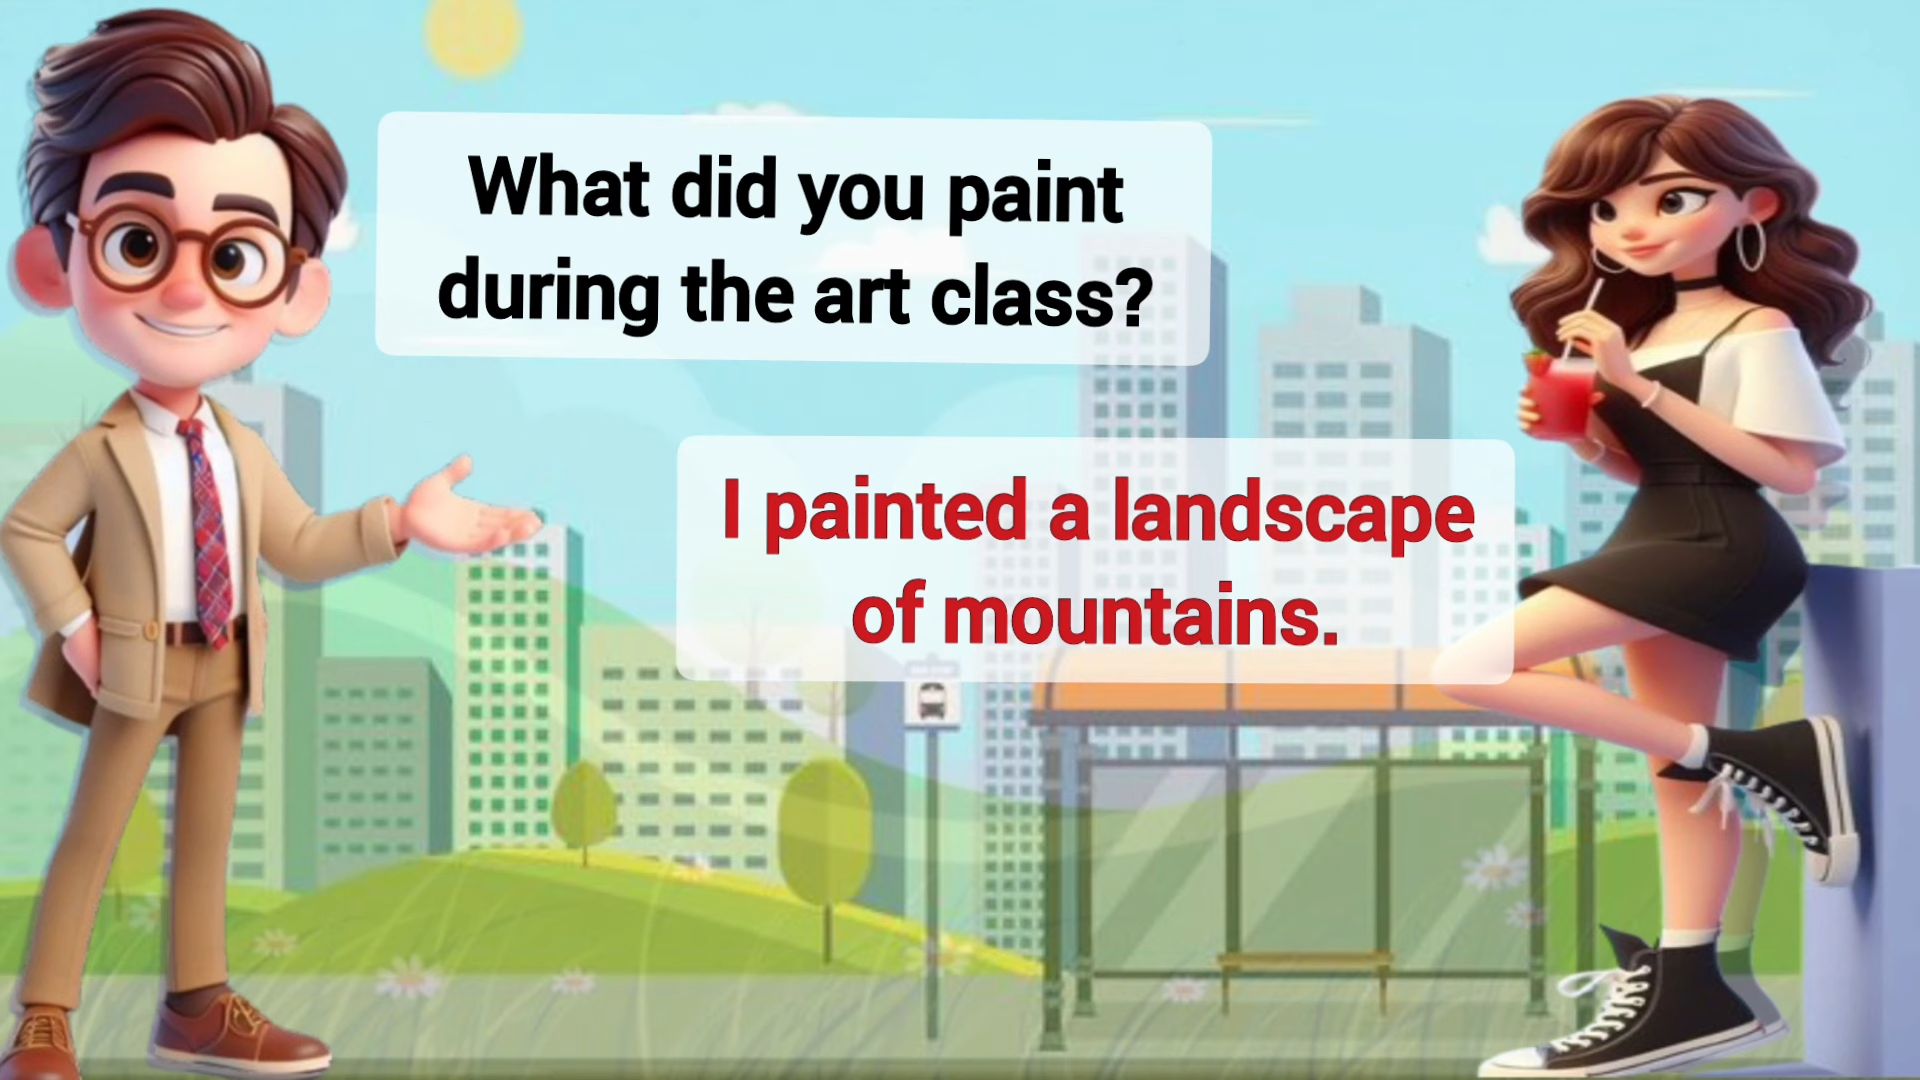 What did you paint
during the art class?
I painted a landscape
of mountains.